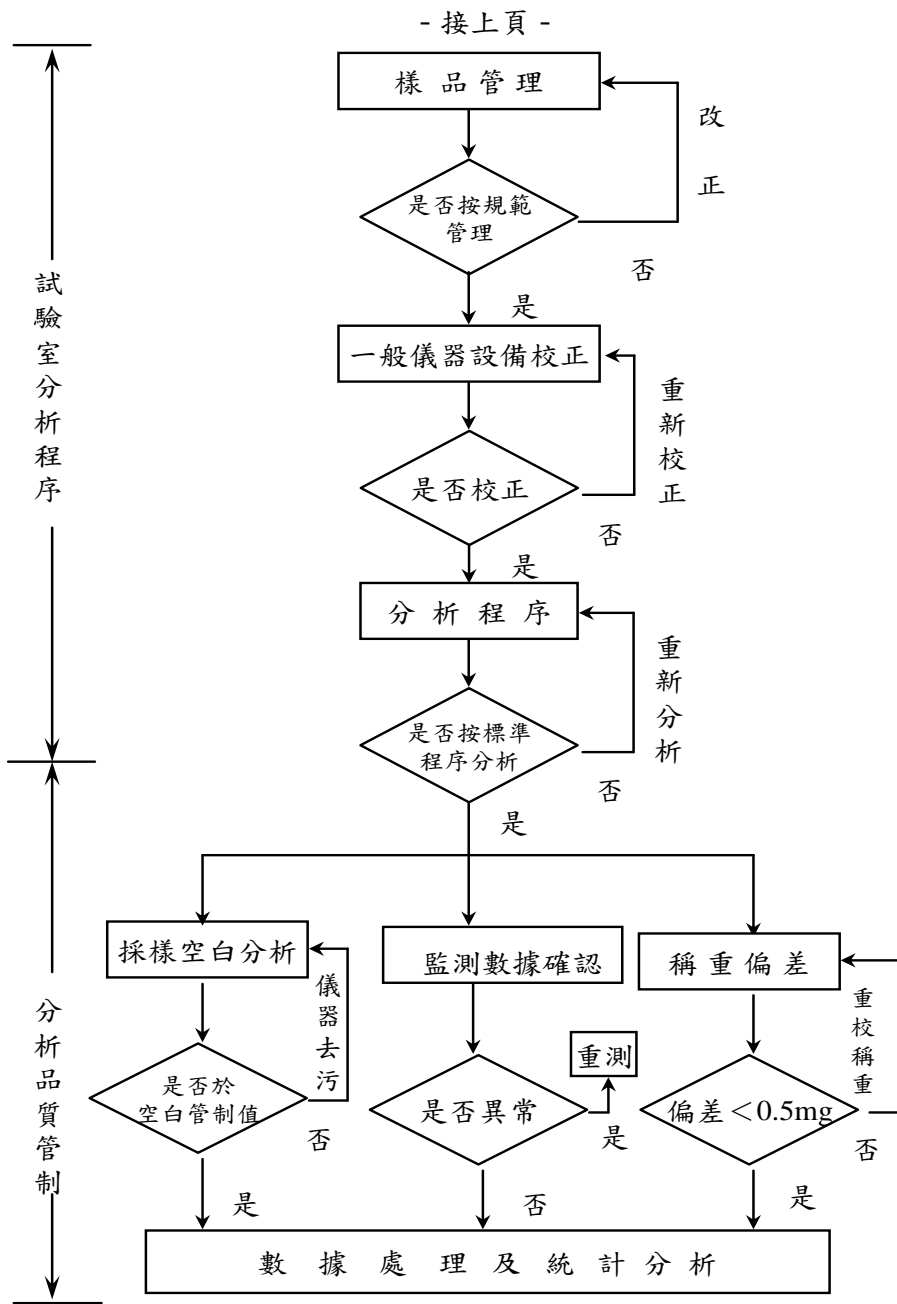 - 接上頁 -
樣品管理
改正
是否按規範
管理
否
是
試驗室分析程序
一般儀器設備校正
重新校正
是否校正
否
是
分析程序
重新分析
是否按標準
程序分析
否
是
採樣空白分析
監測數據確認
稱重偏差
儀器去污
重校稱重
重測
是否於
空白管制值
是否異常
偏差＜0.5mg
否
是
否
分析品質管制
是
否
是
數據處理及統計分析